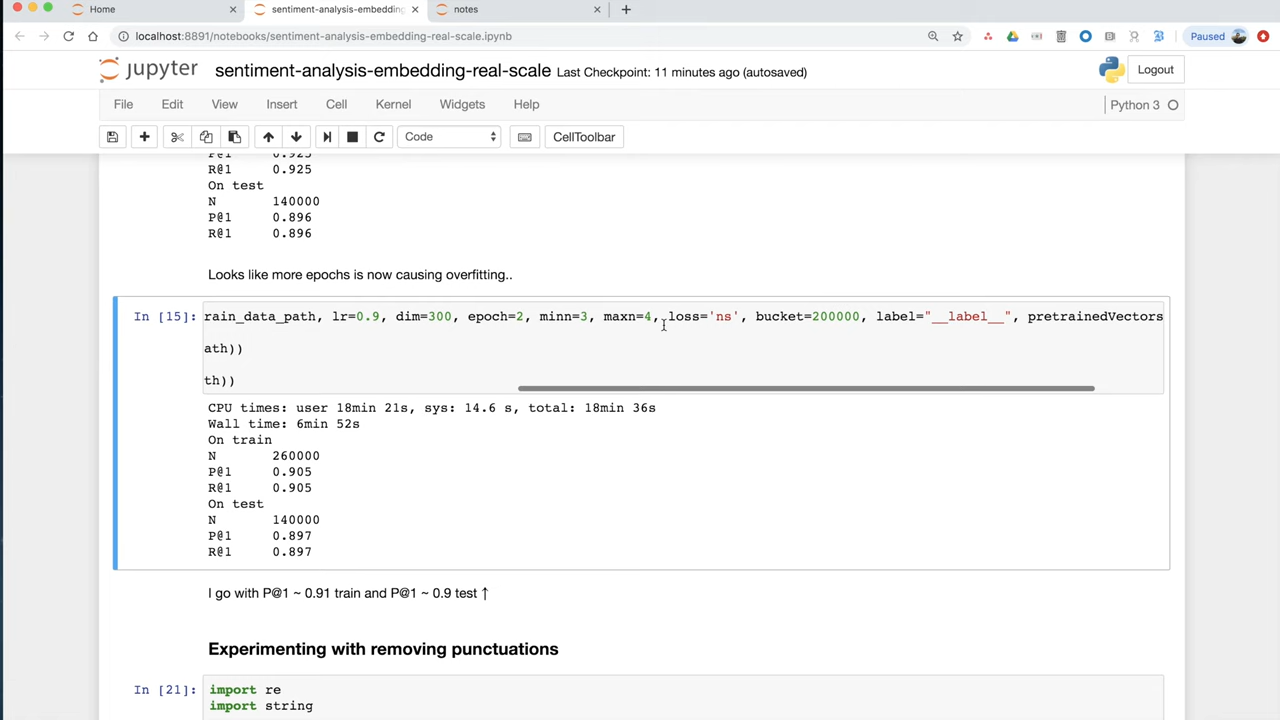 Home
sentiment-analysis-embedding
notes
localhost:8891/notebooks/sentiment-analysis-embedding-real-scale.ipynb
Paused
jupyter sentiment-analysis-embedding-real-scale Last Checkpoint: 11 minutes ago (autosaved)
Logout
File Edit View Insert Cell Kernel Widgets Help
Python 3
Code
CellToolbar
P@1 0.925
R@1 0.925
On test
N 140000
P@1 0.896
R@1 0.896
Looks like more epochs is now causing overfitting..
In [15]: rain_data_path, lr=0.9, dim=300, epoch=2, minn=3, maxn=4, loss='ns', bucket=200000, label="__label__", pretrainedVectors
ath))
th))
CPU times: user 18min 21s, sys: 14.6 s, total: 18min 36s
Wall time: 6min 52s
On train
N 260000
P@1 0.905
R@1 0.905
On test
N 140000
P@1 0.897
R@1 0.897
I go with P@1 ~ 0.91 train and P@1 ~ 0.9 test ↑
Experimenting with removing punctuations
In [21]: import re
import string